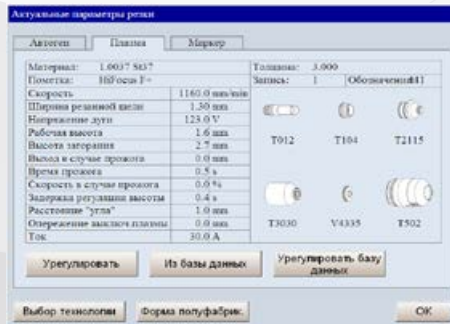 Актуальные параметры резки
Автоген Плазма Маркер
Материал: 1.0037 St37 Толщина: 3.000
Пометка: HiFocus F+ Запись: 1 Обозначения
Скорость 1160.0 mm/min
Ширина резанной щели 1.30 mm
Напряжение дуги 123.0 V
Рабочая высота 1.6 mm
Высота загорания 2.7 mm
Выход в случае прожога 0.0 mm
Время прожога 0.5 s
Скорость в случае прожога 0.0 %
Задержка регуляции высоты 0.4 s
Расстояние "угла" 1.0 mm
Опережение выключ плазмы 0.0 mm
Ток 30.0 A
T012 T104 T2115
T3030 V4335 T502
Урегулировать Из базы данных Урегулировать базу
данных
Выбор технологии Форма полуфабрик. OK